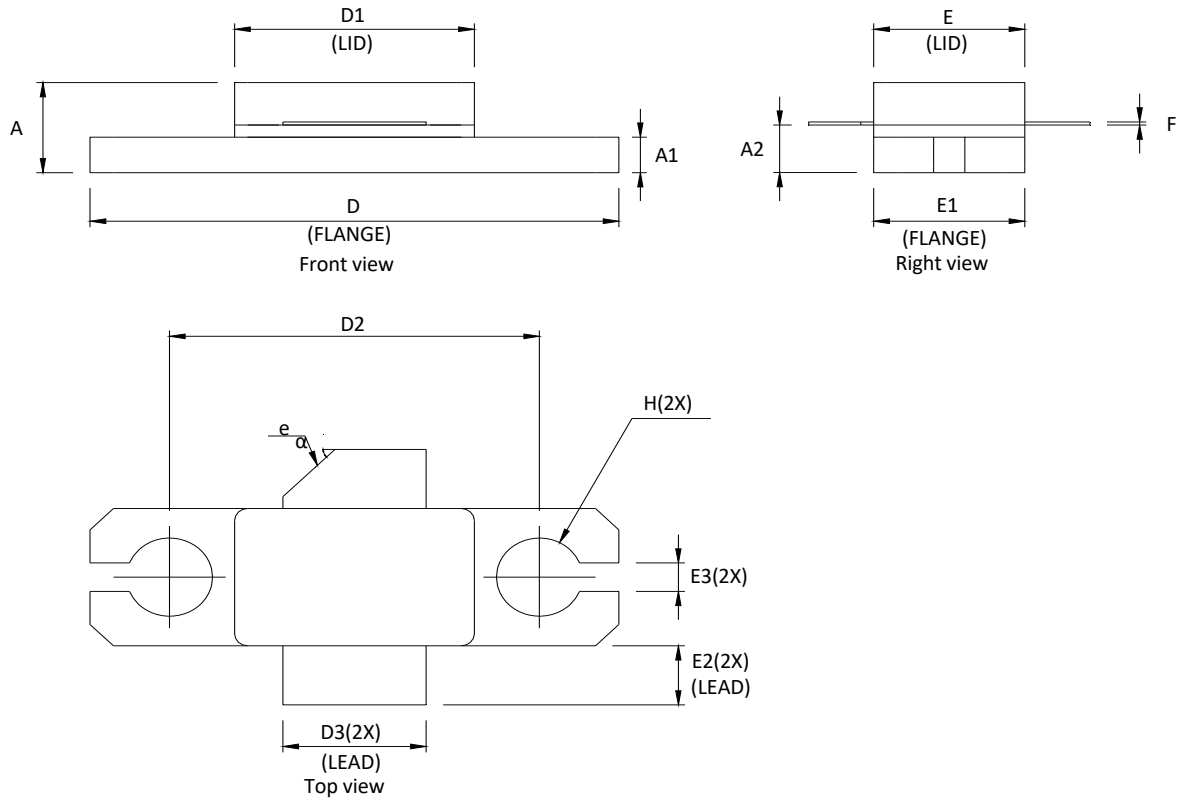 D1
(LID)
A
A1
D
(FLANGE)
Front view
E
(LID)
F
A2
E1
(FLANGE)
Right view
D2
H(2X)
e
α
E3(2X)
E2(2X)
(LEAD)
D3(2X)
(LEAD)
Top view